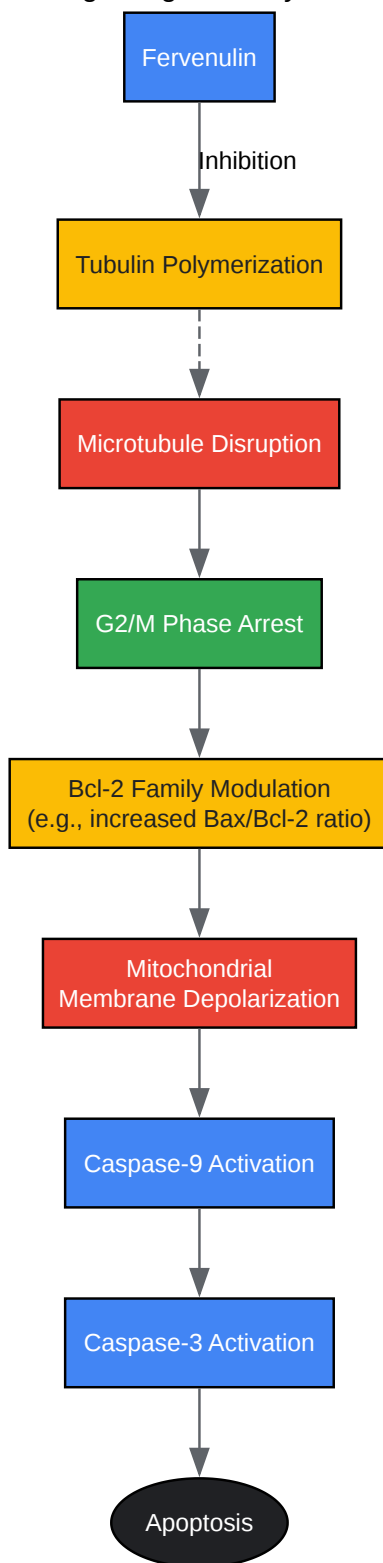 Fervenulin
Inhibition
Tubulin Polymerization
Microtubule Disruption
G2/M Phase Arrest
Bcl-2 Family Modulation
(e.g., increased Bax/Bcl-2 ratio)
Mitochondrial
Membrane Depolarization
Caspase-9 Activation
Caspase-3 Activation
Apoptosis